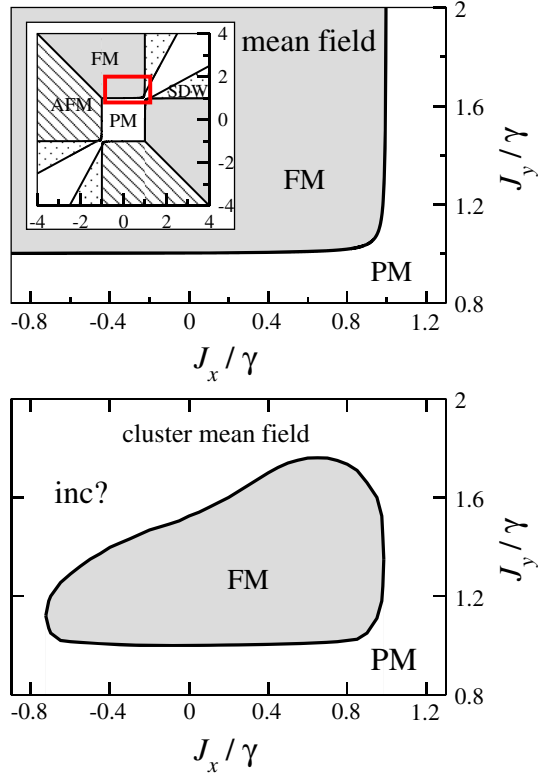 mean field
FM
PM
FM
AFM
SDW
PM
4
2
0
-2
-4
-4 -2 0 2 4
2
1.6
1.2
0.8
J_y / γ
-0.8 -0.4 0 0.4 0.8 1.2
J_x / γ
cluster mean field
inc?
FM
PM
2
1.6
1.2
0.8
J_y / γ
-0.8 -0.4 0 0.4 0.8 1.2
J_x / γ